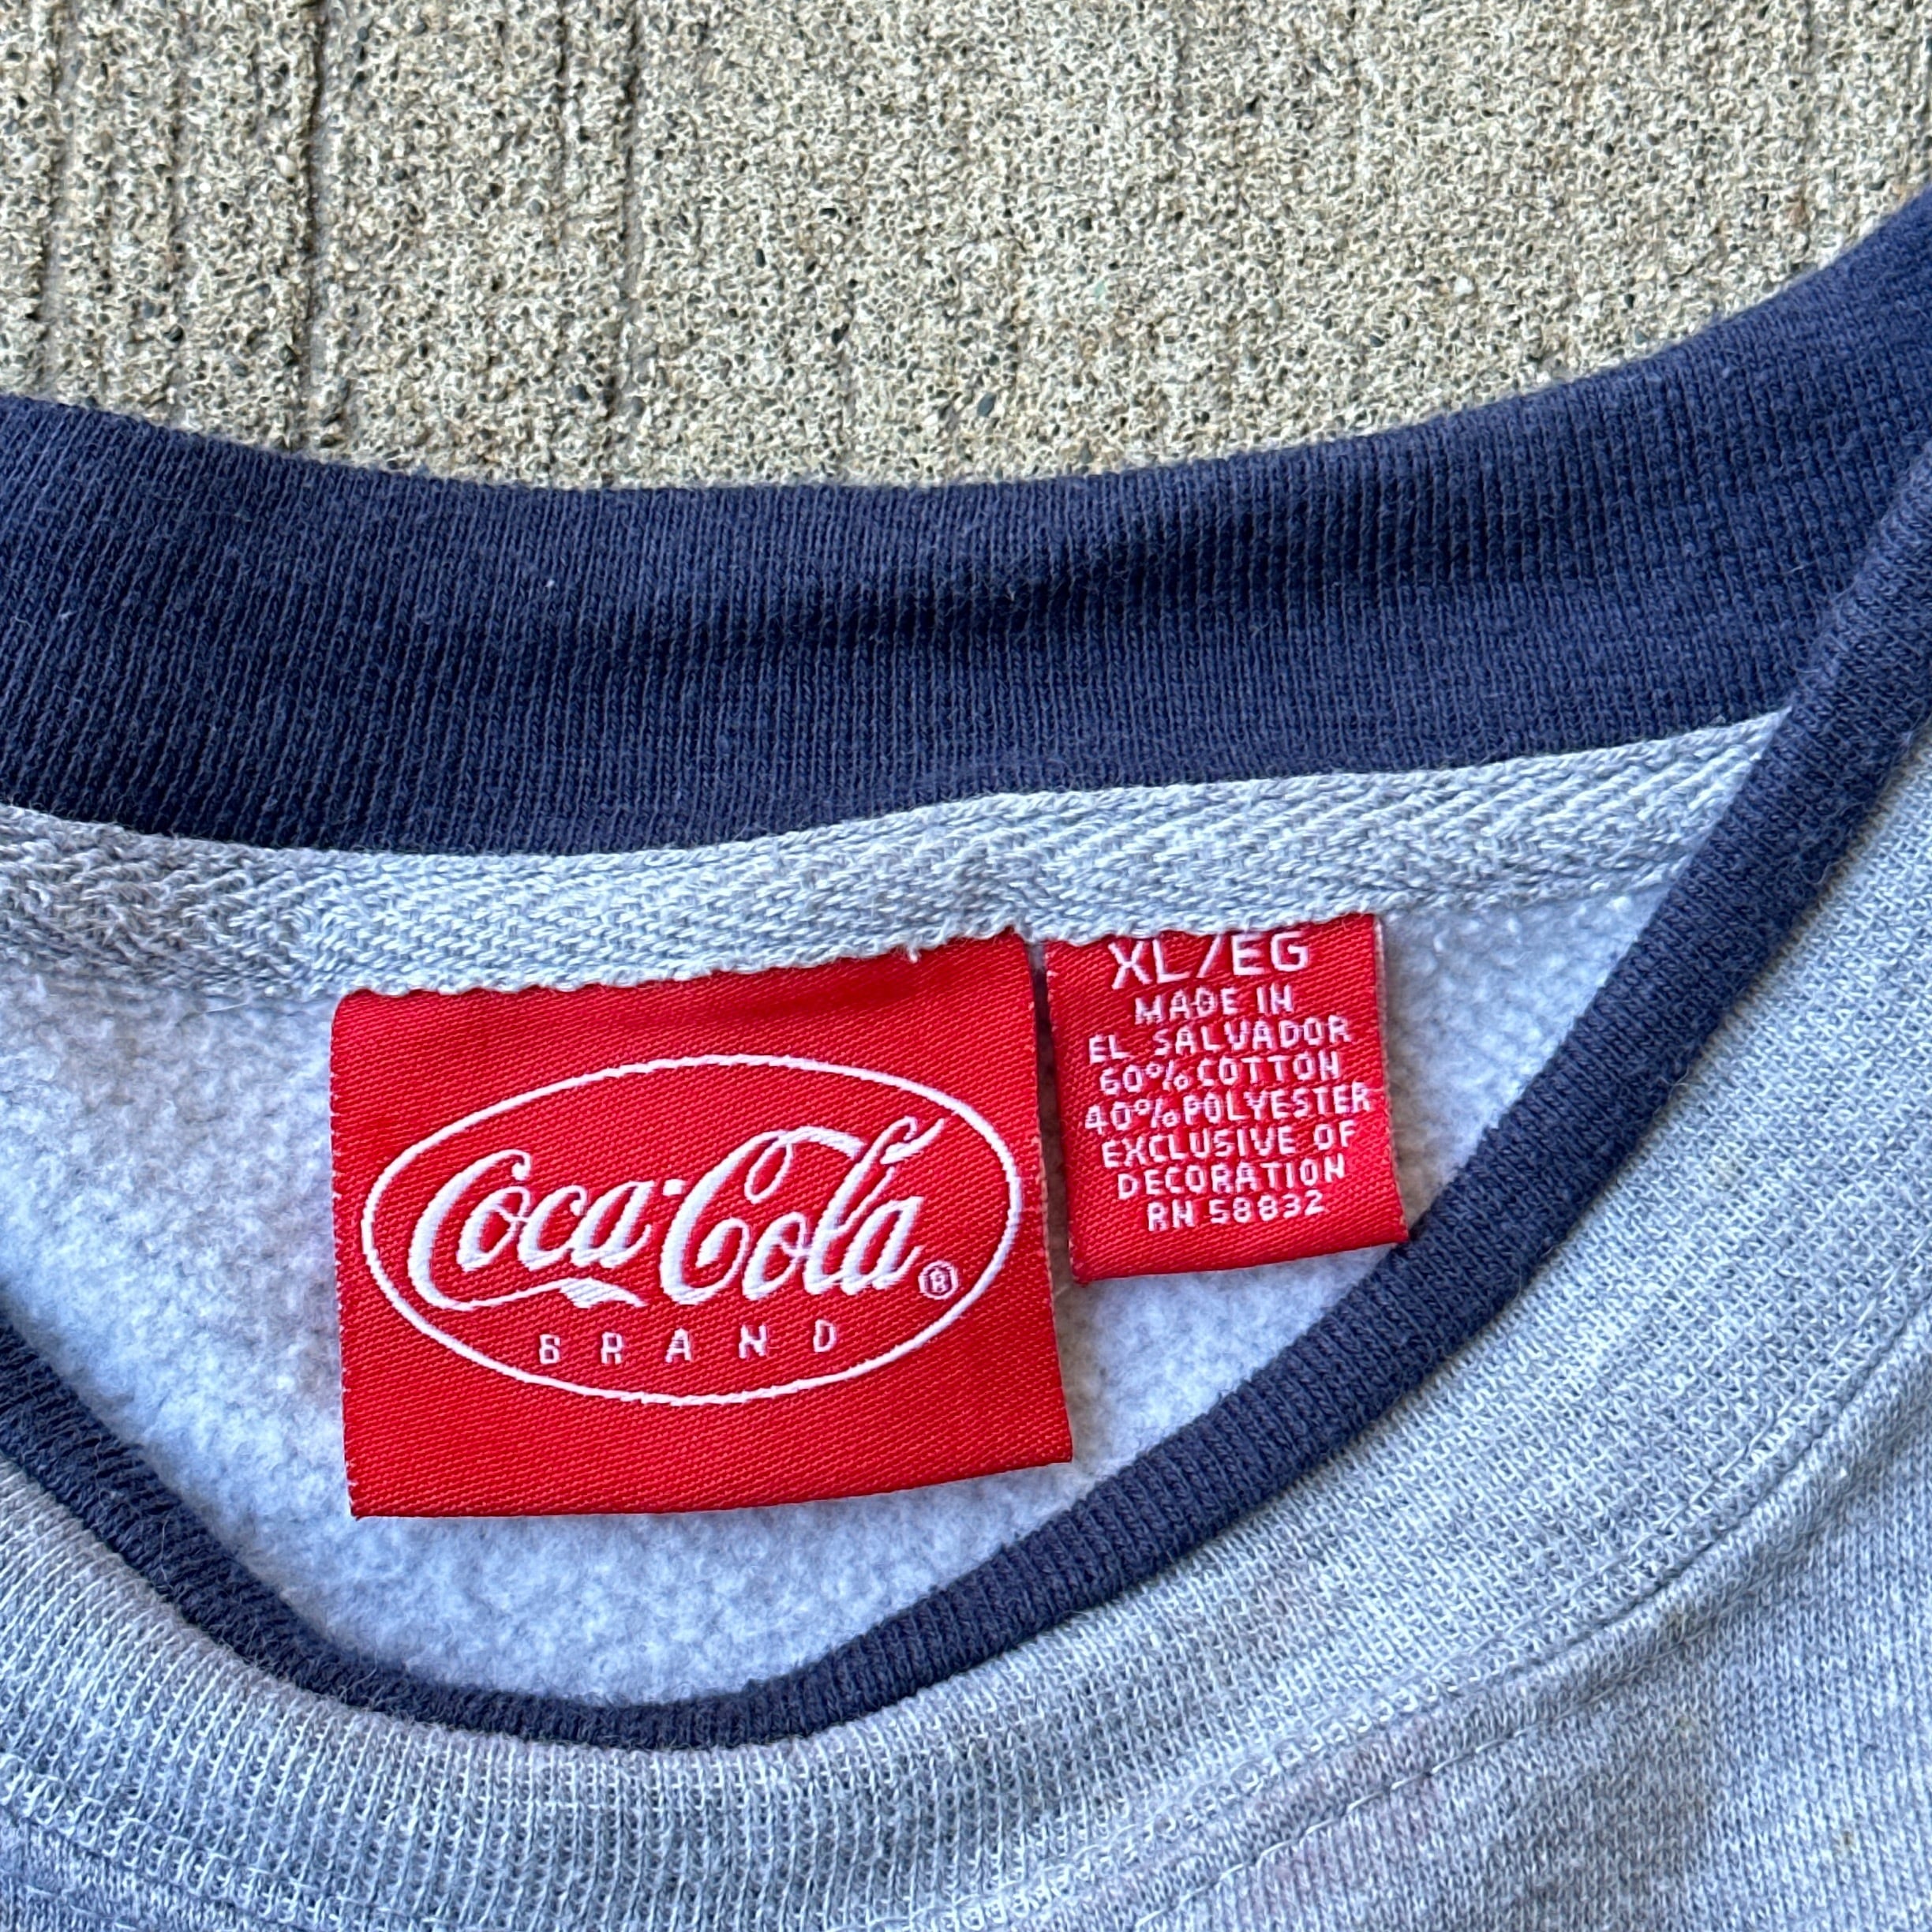 Coca-Cola®
BRAND
XL/EG
MADE IN
EL SALVADOR
60% COTTON
40% POLYESTER
EXCLUSIVE OF
DECORATION
RN 58832